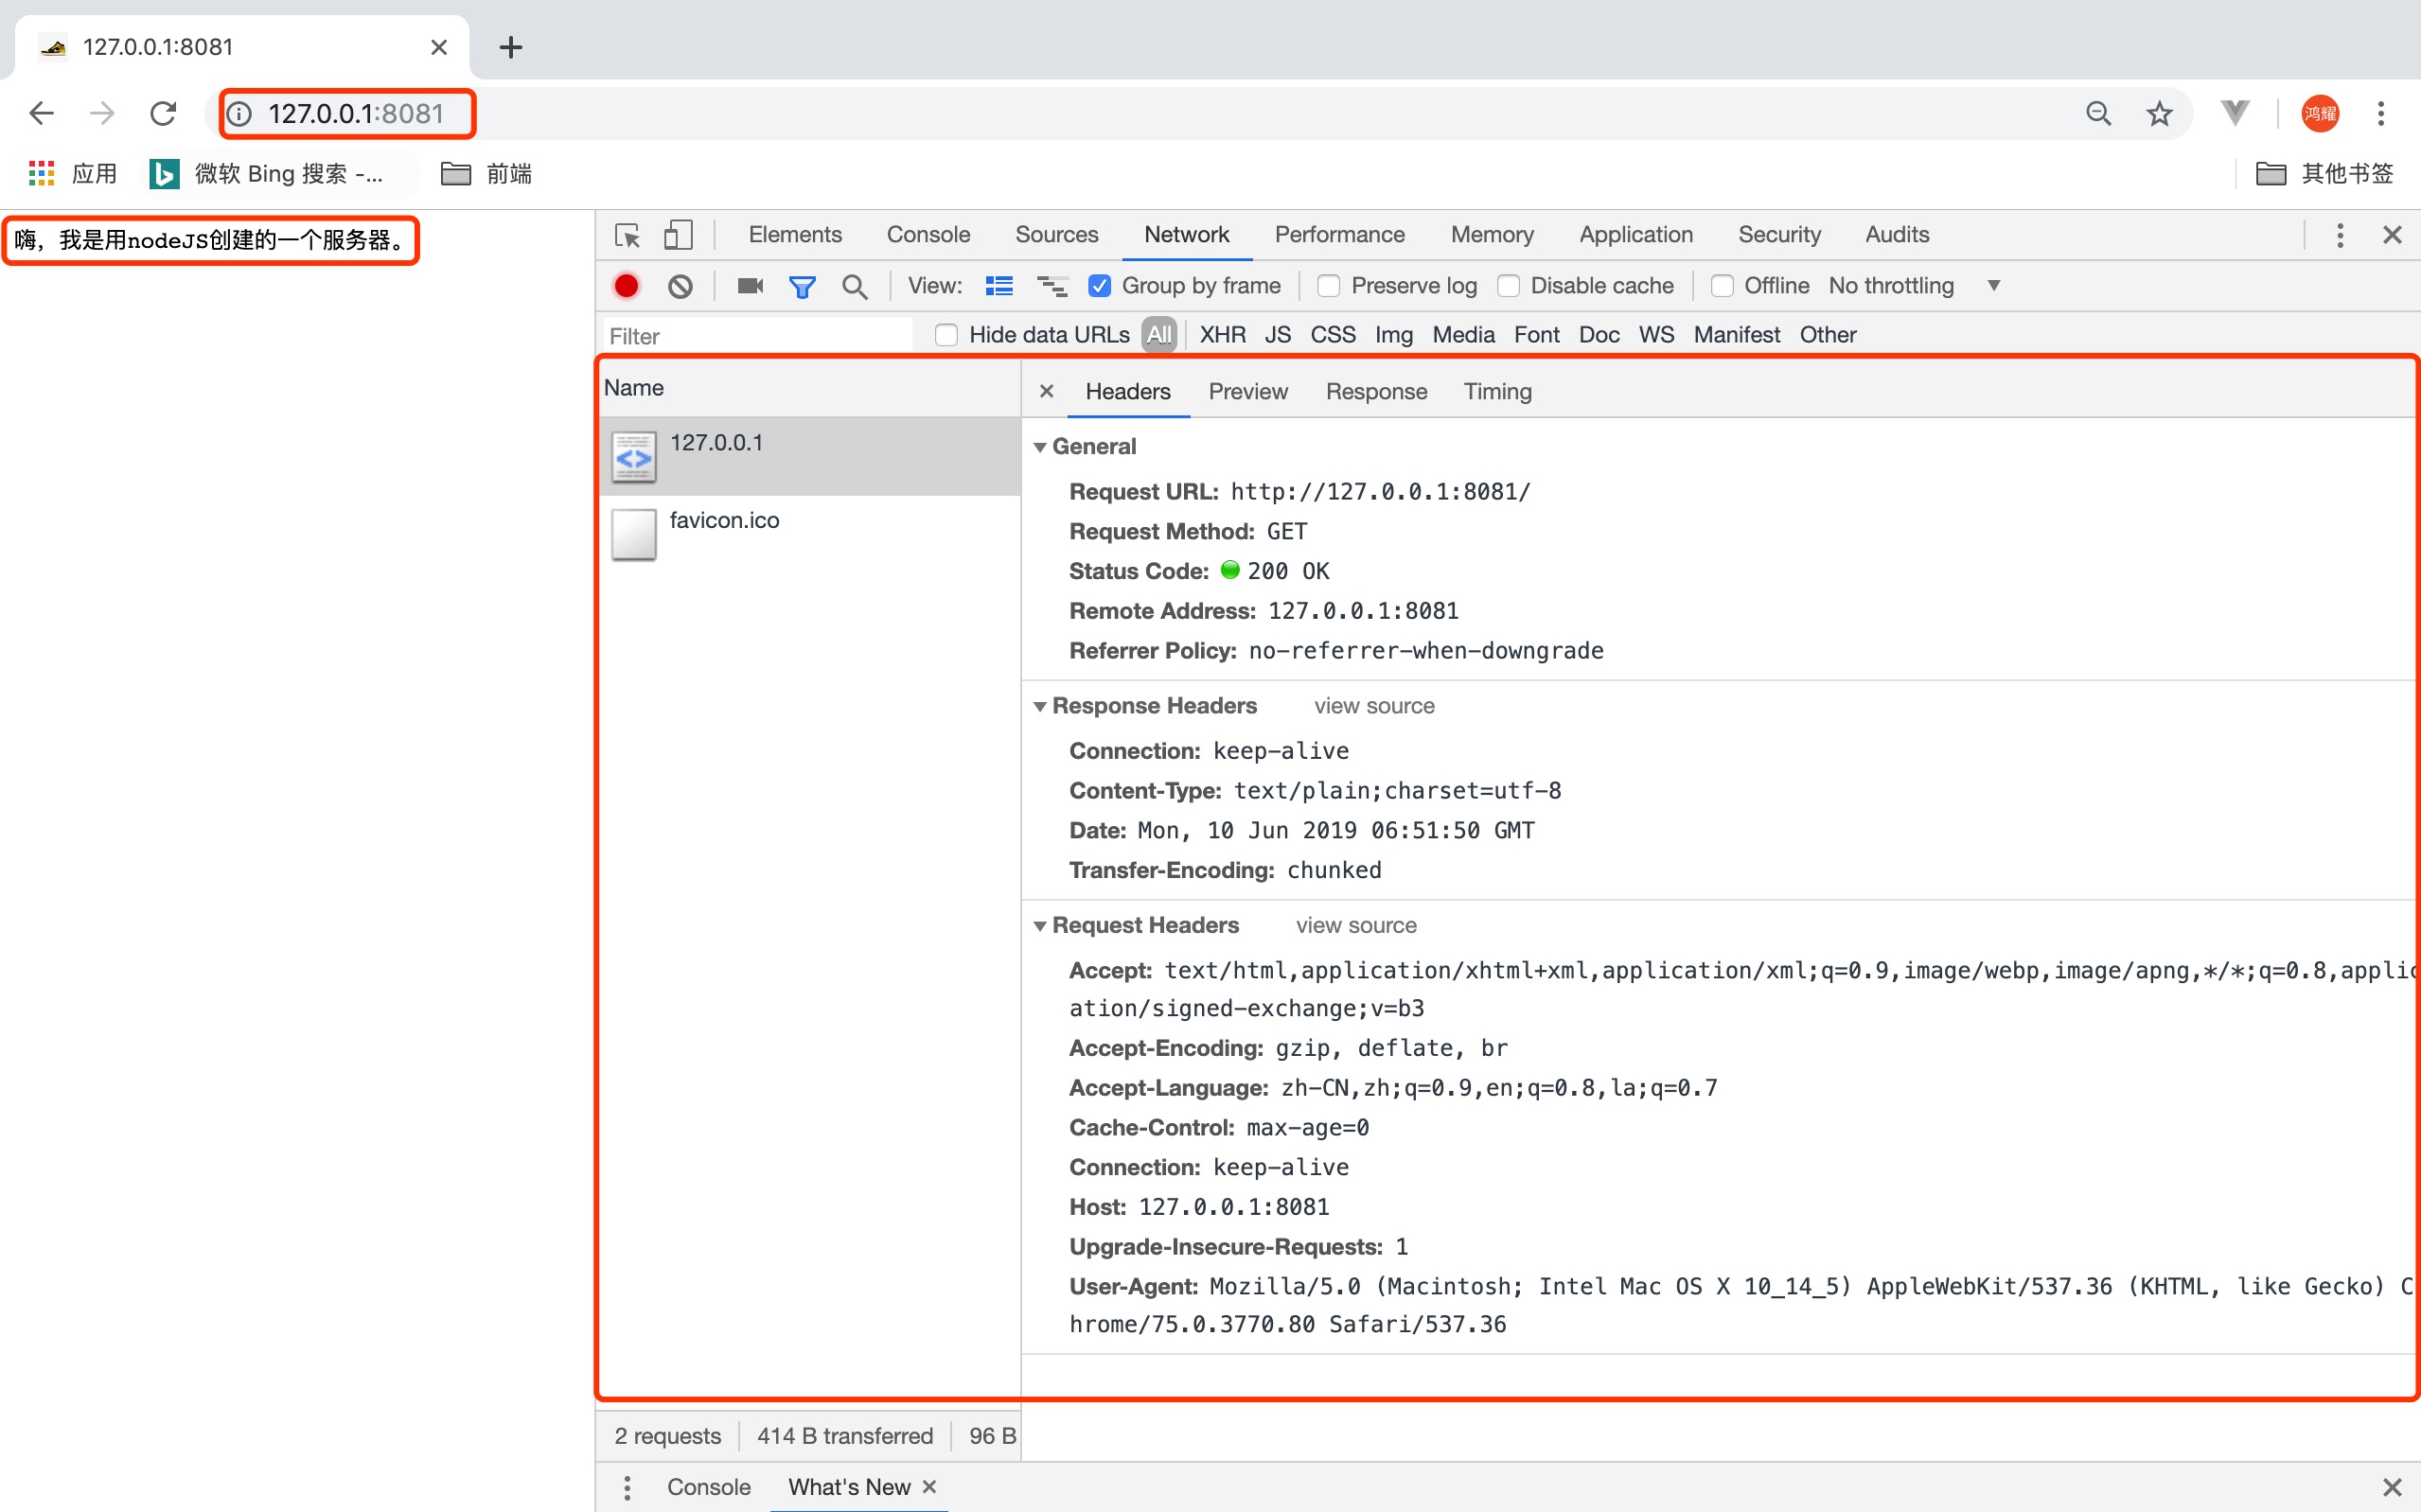 127.0.0.1:8081
127.0.0.1:8081
鸿耀
应用
微软 Bing 搜索 -...
前端
其他书签
嗨，我是用nodeJS创建的一个服务器。
Elements Console Sources Network Performance Memory Application Security Audits
View: Group by frame Preserve log Disable cache Offline No throttling
Filter Hide data URLs All XHR JS CSS Img Media Font Doc WS Manifest Other
Name
127.0.0.1
favicon.ico
Headers Preview Response Timing
General
Request URL: http://127.0.0.1:8081/
Request Method: GET
Status Code: 200 OK
Remote Address: 127.0.0.1:8081
Referrer Policy: no-referrer-when-downgrade
Response Headers view source
Connection: keep-alive
Content-Type: text/plain;charset=utf-8
Date: Mon, 10 Jun 2019 06:51:50 GMT
Transfer-Encoding: chunked
Request Headers view source
Accept: text/html,application/xhtml+xml,application/xml;q=0.9,image/webp,image/apng,*/*;q=0.8,applic
ation/signed-exchange;v=b3
Accept-Encoding: gzip, deflate, br
Accept-Language: zh-CN,zh;q=0.9,en;q=0.8,la;q=0.7
Cache-Control: max-age=0
Connection: keep-alive
Host: 127.0.0.1:8081
Upgrade-Insecure-Requests: 1
User-Agent: Mozilla/5.0 (Macintosh; Intel Mac OS X 10_14_5) AppleWebKit/537.36 (KHTML, like Gecko) C
hrome/75.0.3770.80 Safari/537.36
2 requests 414 B transferred 96 B
Console What's New